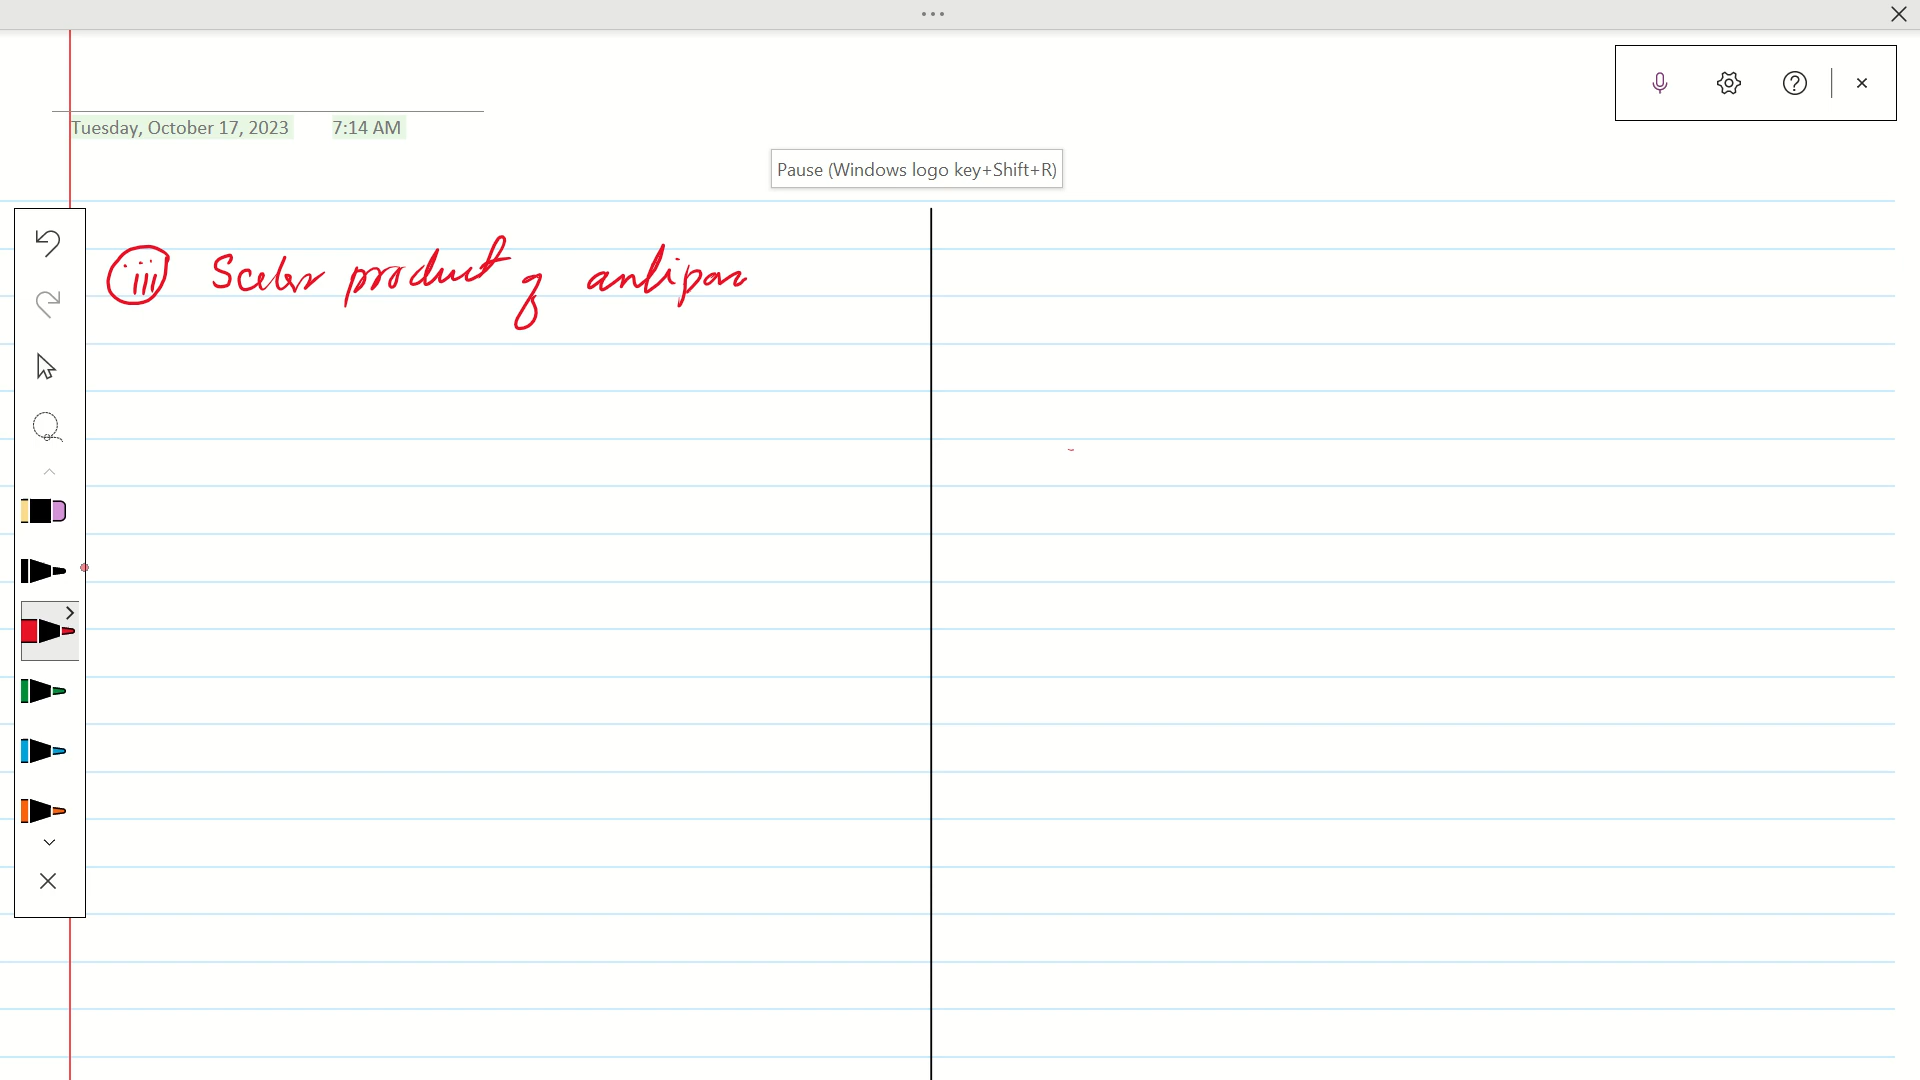 Tuesday, October 17, 2023 7:14 AM
Pause (Windows logo key+Shift+R)
iii Scalar product of antipar